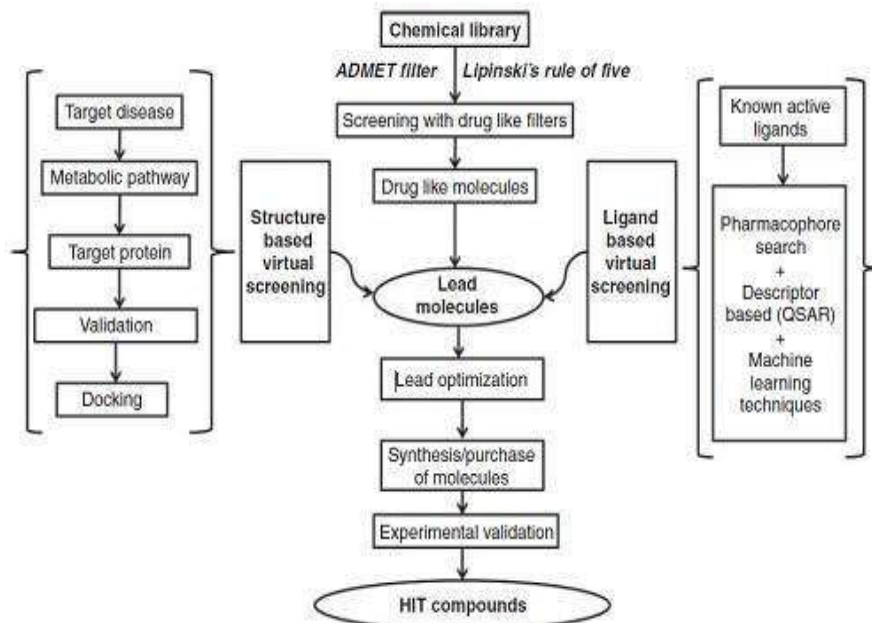 Chemical library
ADMET filter
Lipinski's rule of five
Screening with drug like filters
Drug like molecules
Target disease
Metabolic pathway
Target protein
Validation
Docking
Structure
based
virtual
screening
Lead
molecules
Ligand
based
virtual
screening
Known active
ligands
Pharmacophore
search
+
Descriptor
based (QSAR)
+
Machine
learning
techniques
Lead optimization
Synthesis/purchase
of molecules
Experimental validation
HIT compounds